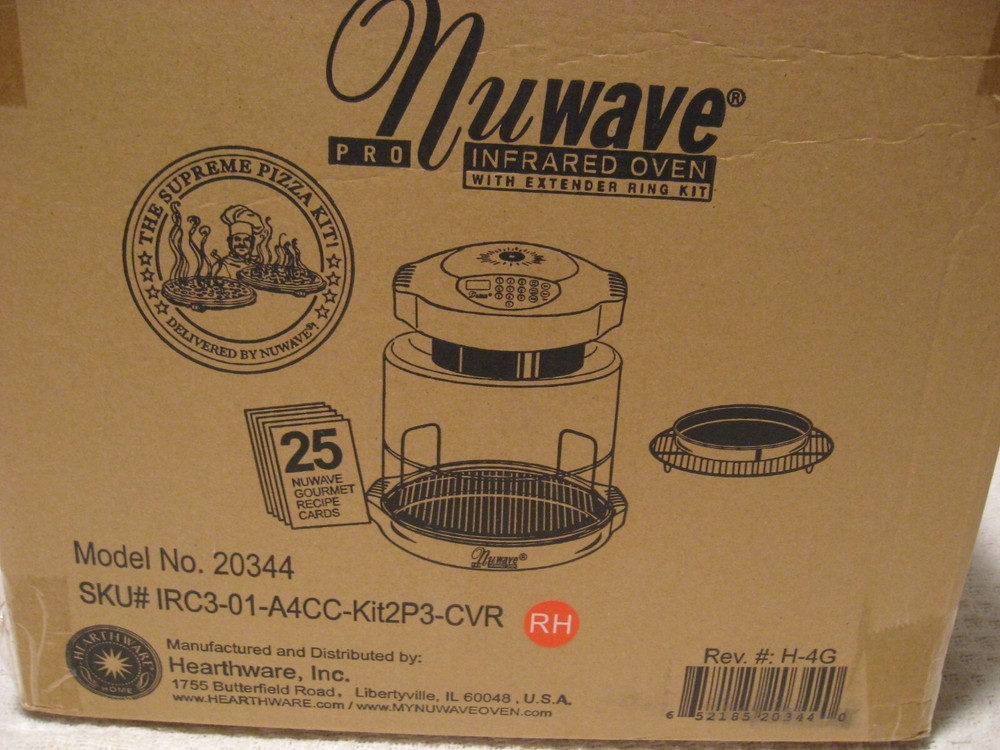 Nuwave®
PRO
INFRARED OVEN
WITH EXTENDER RING KIT
THE SUPREME PIZZA KIT!
DELIVERED BY NUWAVE®
25
NUWAVE
GOURMET
RECIPE
CARDS
Nuwave®
Model No. 20344
SKU# IRC3-01-A4CC-Kit2P3-CVR
RH
HEARTHWARE
HOME
Manufactured and Distributed by:
Hearthware, Inc.
1755 Butterfield Road, Libertyville, IL 60048, U.S.A.
www.HEARTHWARE.com / www.MYNUWAVEOVEN.com
Rev. #: H-4G
6 52185 20344 0